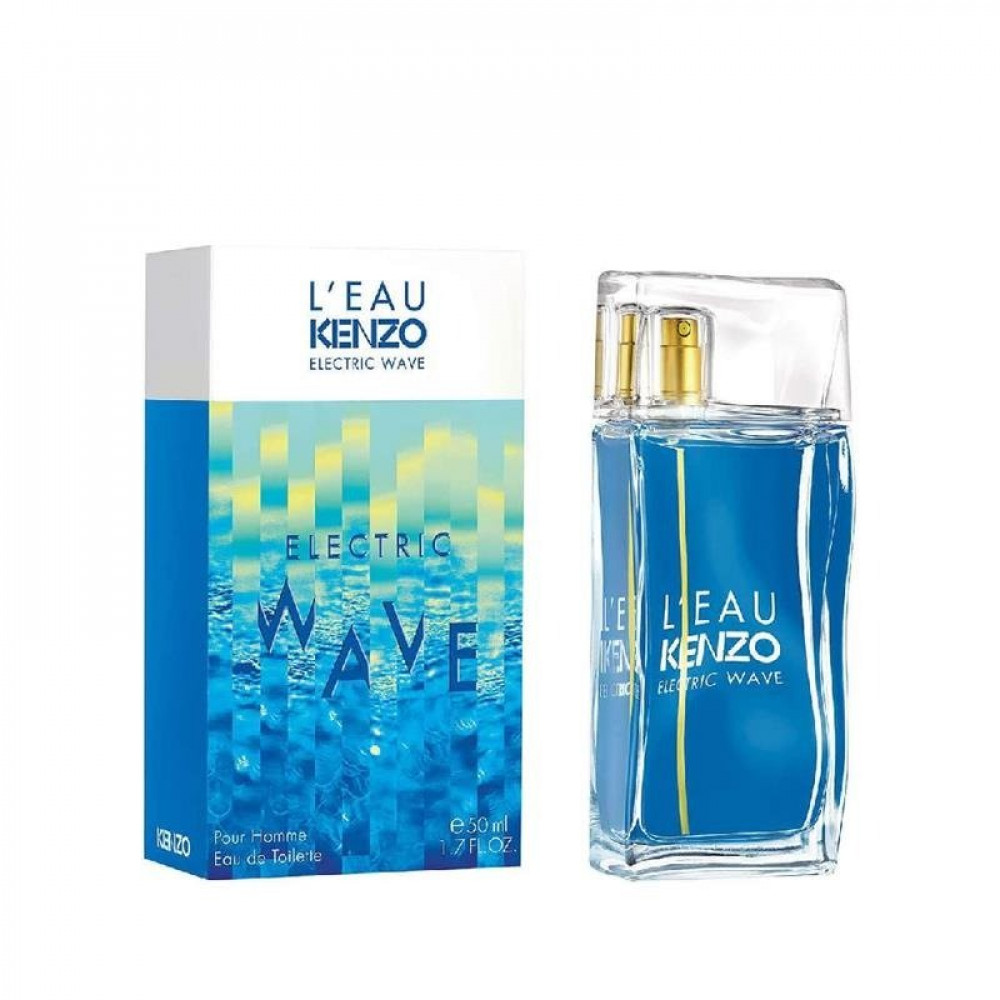 L'EAU
KENZO
ELECTRIC WAVE
ELECTRIC
WAVE
KENZO
Pour Homme
Eau de Toilette
e 50 ml
1.7 FL.OZ.
L'EAU
KENZO
ELECTRIC WAVE